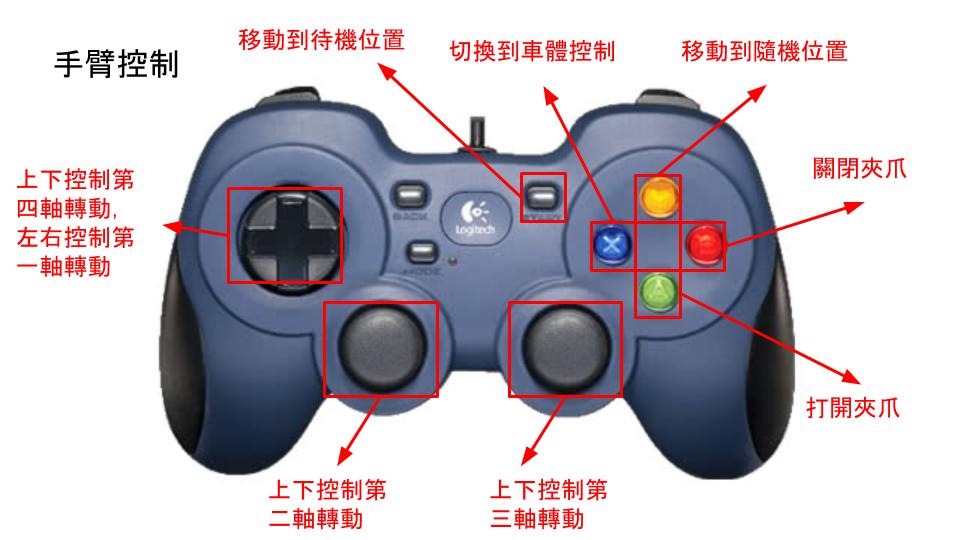 手臂控制
移動到待機位置
切換到車體控制
移動到隨機位置
上下控制第
四軸轉動,
左右控制第
一軸轉動
關閉夾爪
BACK
START
Logitech
MODE
X
Y
B
A
打開夾爪
上下控制第
二軸轉動
上下控制第
三軸轉動